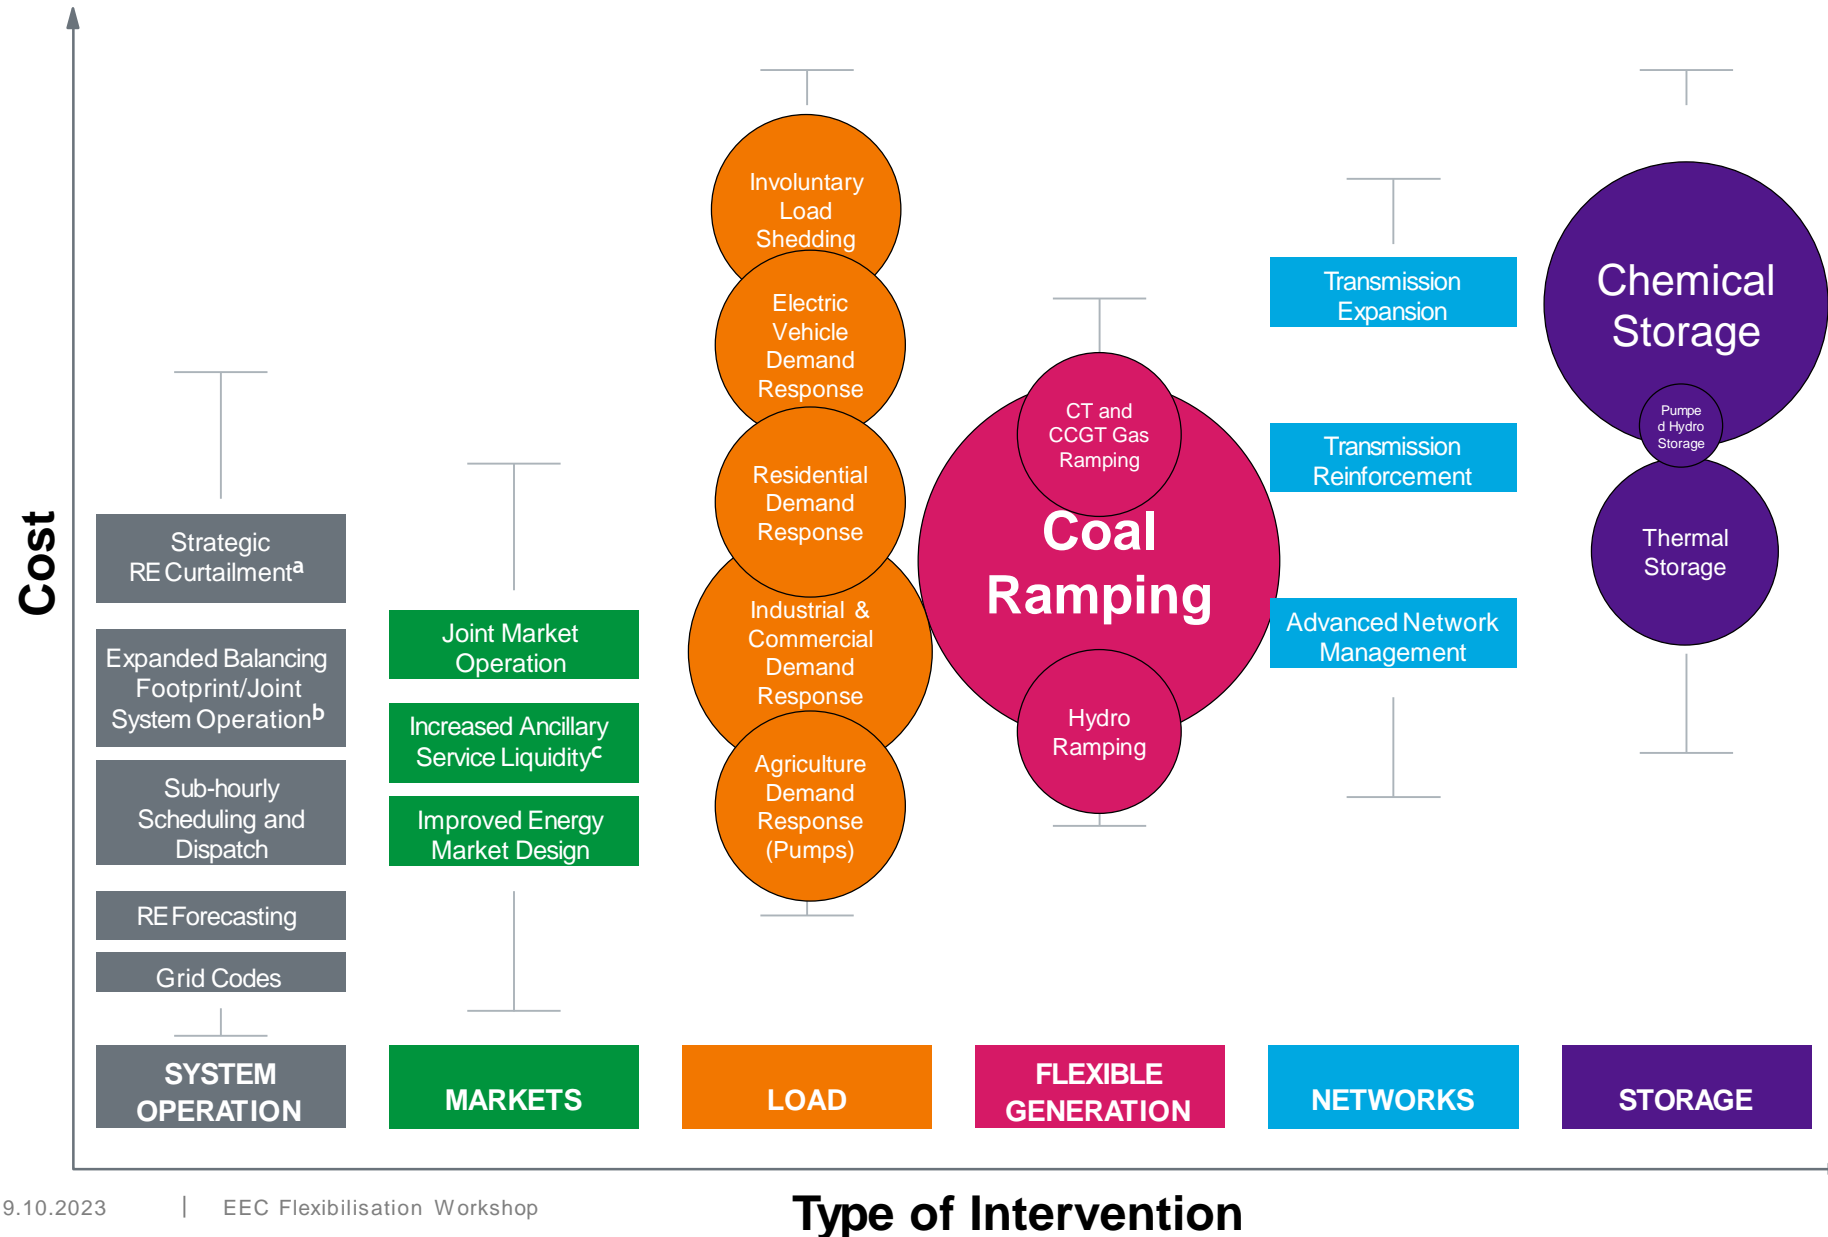 Cost
Strategic
RE Curtailmentᵃ
Expanded Balancing
Footprint/Joint
System Operationᵇ
Sub-hourly
Scheduling and
Dispatch
RE Forecasting
Grid Codes
SYSTEM
OPERATION
Joint Market
Operation
Increased Ancillary
Service Liquidityᶜ
Improved Energy
Market Design
MARKETS
Involuntary
Load
Shedding
Electric
Vehicle
Demand
Response
Residential
Demand
Response
Industrial &
Commercial
Demand
Response
Agriculture
Demand
Response
(Pumps)
LOAD
CT and
CCGT Gas
Ramping
Coal
Ramping
Hydro
Ramping
FLEXIBLE
GENERATION
Transmission
Expansion
Transmission
Reinforcement
Advanced Network
Management
NETWORKS
Chemical
Storage
Pumpe
d Hydro
Storage
Thermal
Storage
STORAGE
9.10.2023 | EEC Flexibilisation Workshop
Type of Intervention